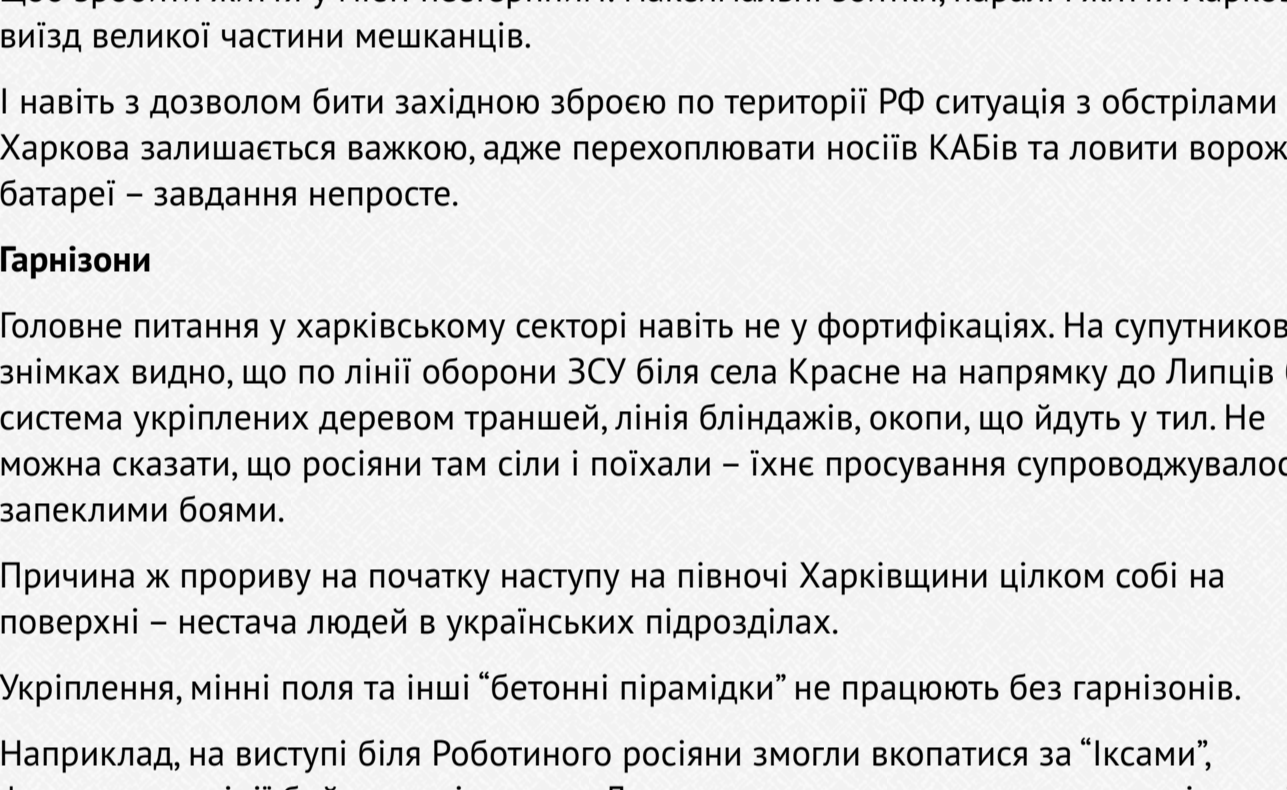 виїзд великої частини мешканців.
І навіть з дозволом бити західною зброєю по території РФ ситуація з обстрілами
Харкова залишається важкою, адже перехоплювати носіїв КАБів та ловити
батареї – завдання непросте.
Гарнізони
Головне питання у харківському секторі навіть не у фортифікаціях. На
знімках видно, що по лінії оборони ЗСУ біля села Красне на напрямку до Липців
система укріплених деревом траншей, лінія бліндажів, окопи, що йдуть у тил. Не
можна сказати, що росіяни там сіли і поїхали – їхнє просування
запеклими боями.
Причина ж прориву на початку наступу на півночі Харківщини цілком собі на
поверхні – нестача людей в українських підрозділах.
Укріплення, мінні поля та інші “бетонні пірамідки” не працюють без гарнізонів.
Наприклад, на виступі біля Роботиного росіяни змогли вкопатися за “Іксами”,